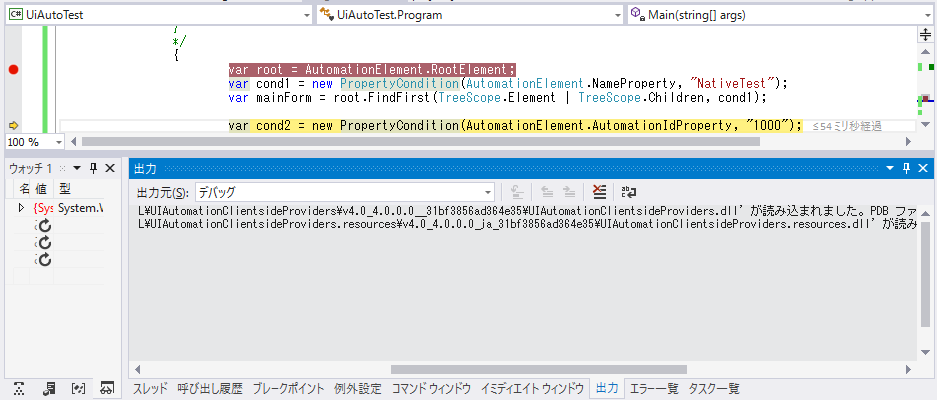 C# UiAutoTest
UiAutoTest.Program
Main(string[] args)
}
*/
{
var root = AutomationElement.RootElement;
var cond1 = new PropertyCondition(AutomationElement.NameProperty, "NativeTest");
var mainForm = root.FindFirst(TreeScope.Element | TreeScope.Children, cond1);
var cond2 = new PropertyCondition(AutomationElement.AutomationIdProperty, "1000"); ≤54ミリ秒経過
100 %
ウォッチ 1
名 値 型
{Sys System.W
出力
出力元(S): デバッグ
L¥UIAutomationClientsideProviders¥v4.0_4.0.0.0__31bf3856ad364e35¥UIAutomationClientsideProviders.dll' が読み込まれました。PDB ファ
L¥UIAutomationClientsideProviders.resources¥v4.0_4.0.0.0_ja_31bf3856ad364e35¥UIAutomationClientsideProviders.resources.dll' が読み
スレッド 呼び出し履歴 ブレークポイント 例外設定 コマンド ウィンドウ イミディエイト ウィンドウ 出力 エラー一覧 タスク一覧